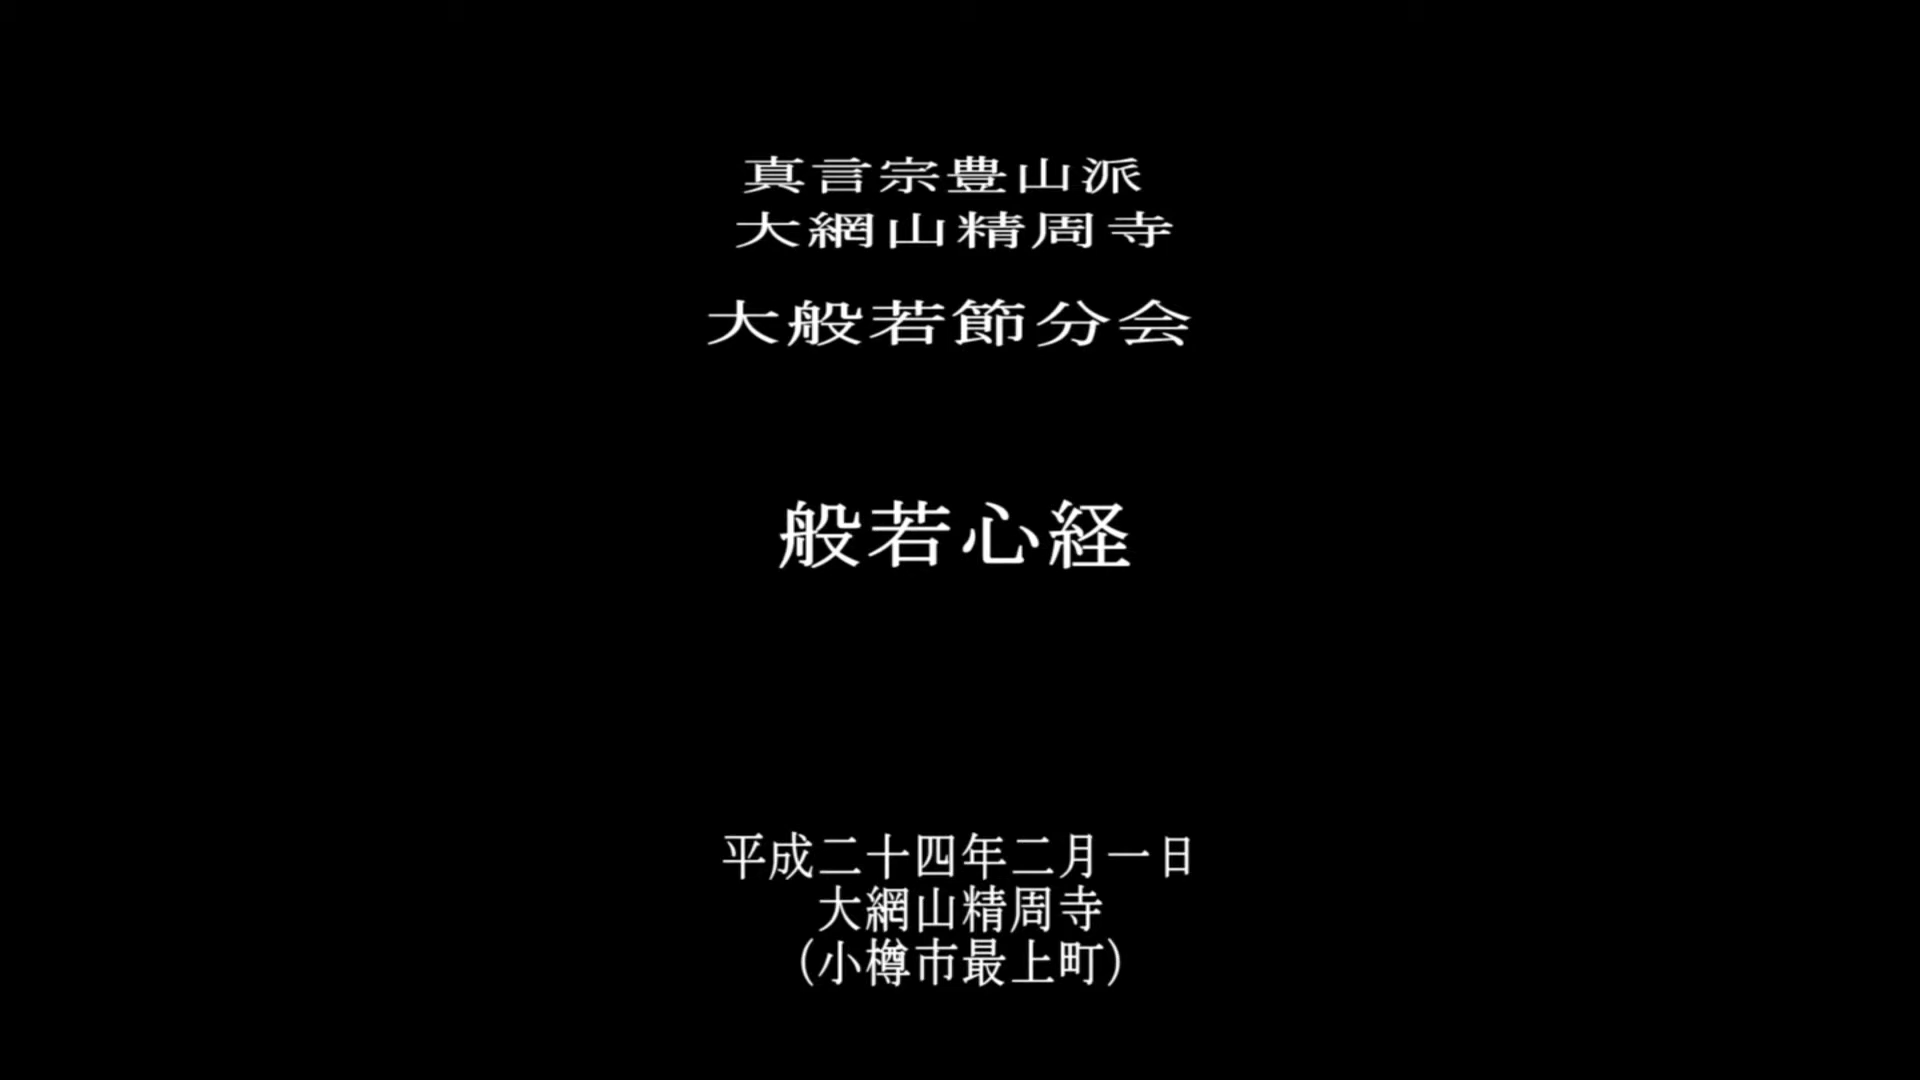 真言宗豊山派
大網山精周寺
大般若節分会
般若心経
平成二十四年二月一日
大網山精周寺
（小樽市最上町）